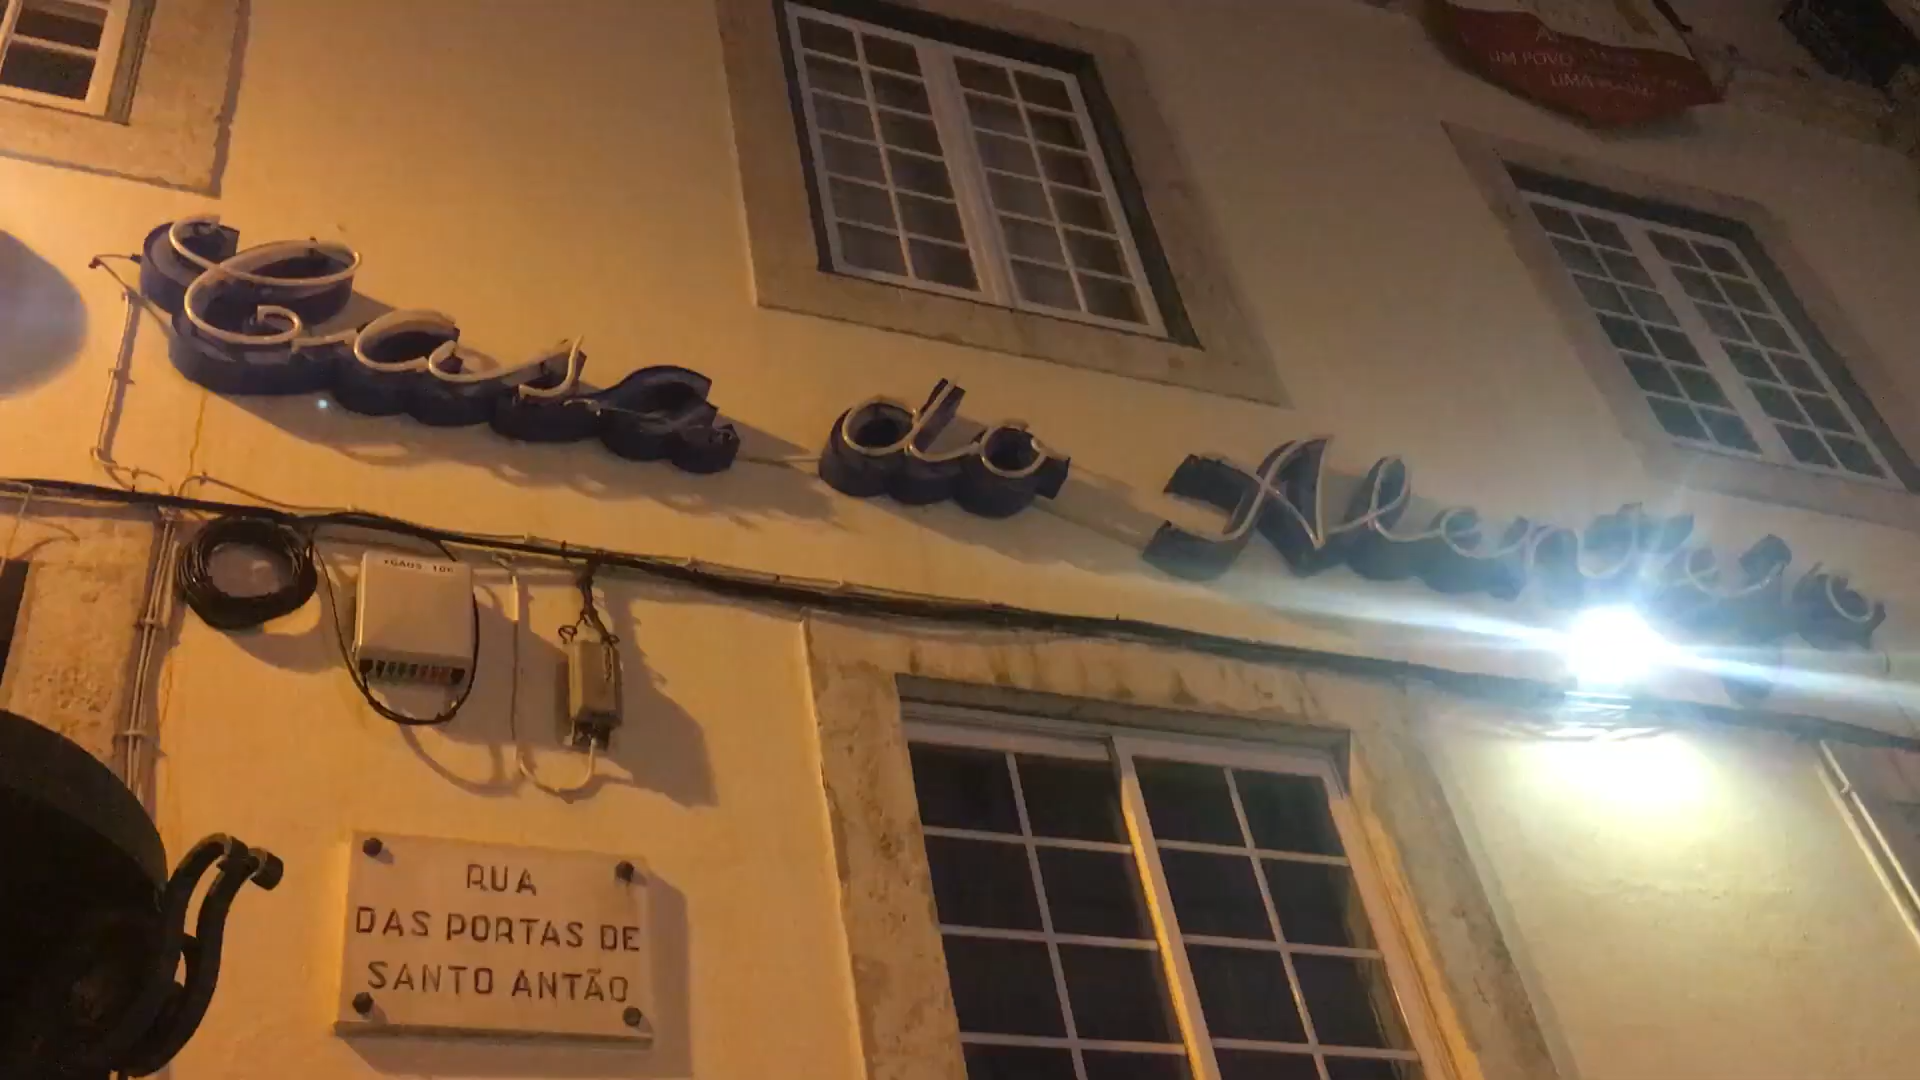 UM POVO
UMA
Casa do Alentejo
RUA
DAS PORTAS DE
SANTO ANTÃO